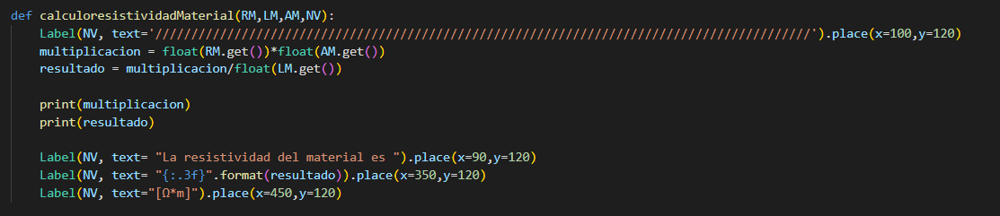 def calculoresistividadMaterial(RM,LM,AM,NV):
    Label(NV, text='///////////////////////////////////////////////////////////////////////////////////////////').place(x=100,y=120)
    multiplicacion = float(RM.get())*float(AM.get())
    resultado = multiplicacion/float(LM.get())
    print(multiplicacion)
    print(resultado)
    Label(NV, text= "La resistividad del material es ").place(x=90,y=120)
    Label(NV, text= "{:.3f}".format(resultado)).place(x=350,y=120)
    Label(NV, text="[Ω*m]").place(x=450,y=120)